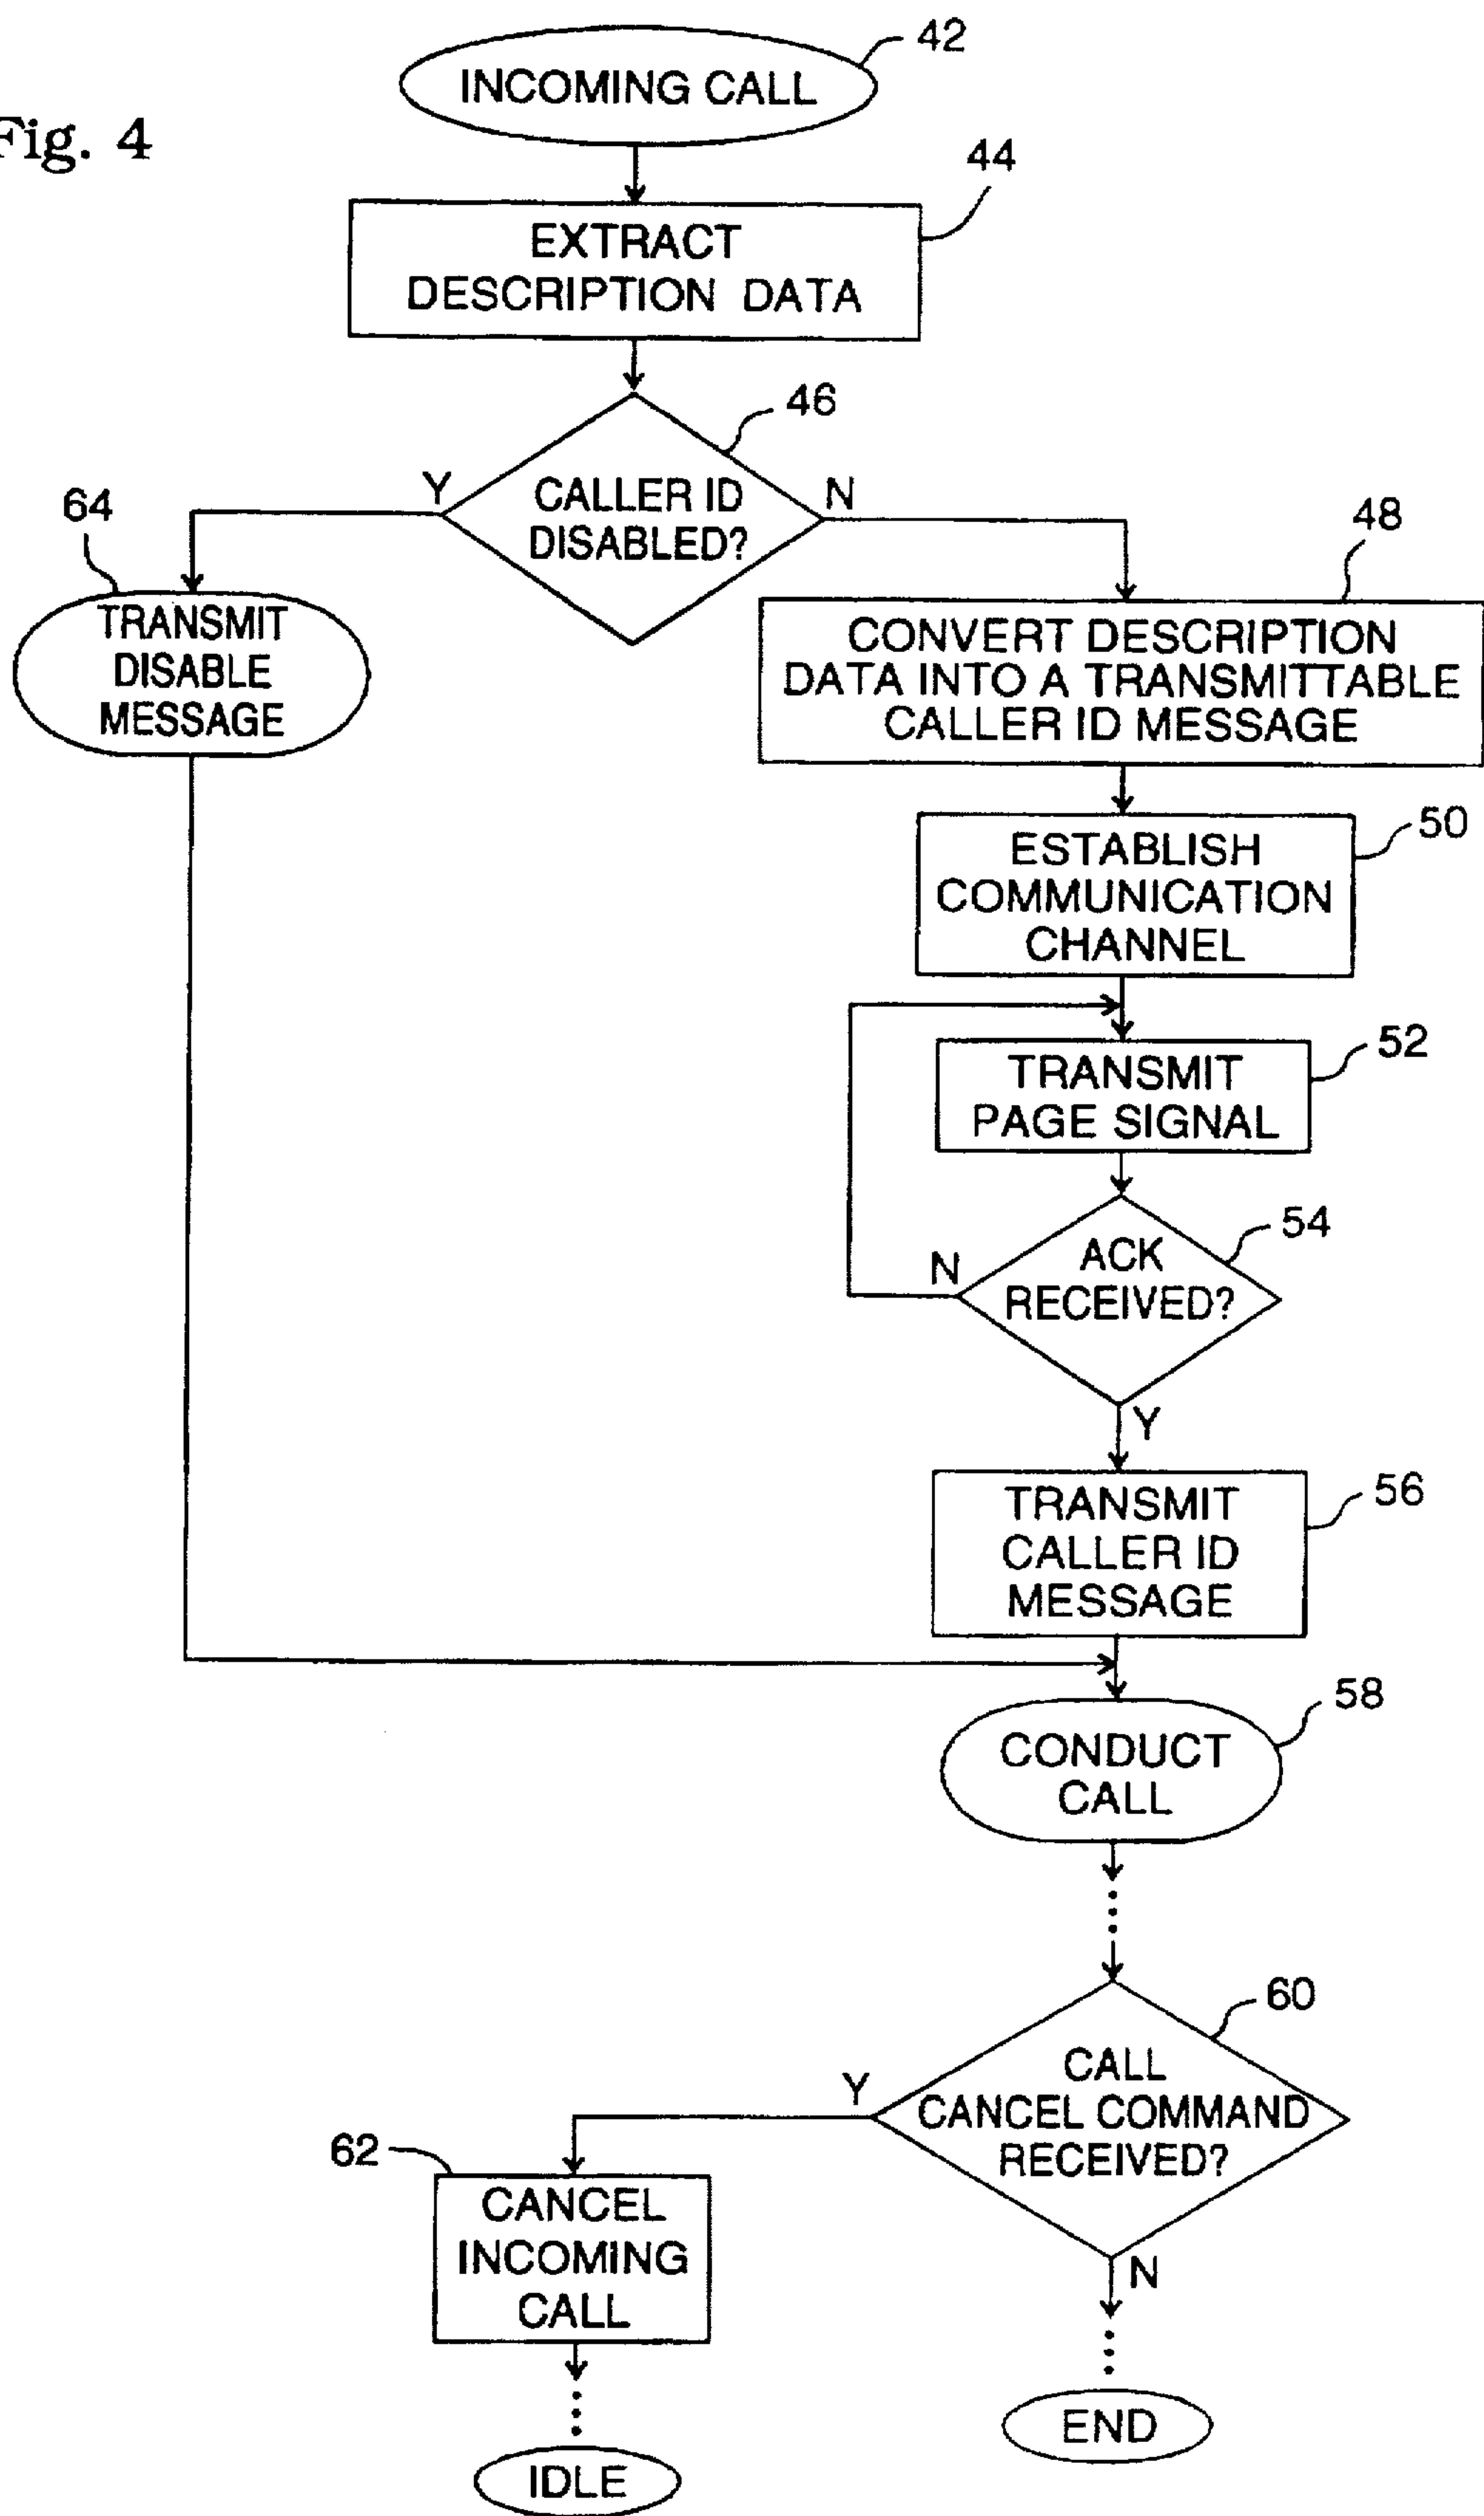 42
INCOMING CALL
Fig. 4
44
EXTRACT
DESCRIPTION DATA
46
Y
CALLER ID
DISABLED?
N
64
48
TRANSMIT
DISABLE
MESSAGE
CONVERT DESCRIPTION
DATA INTO A TRANSMITTABLE
CALLER ID MESSAGE
50
ESTABLISH
COMMUNICATION
CHANNEL
52
TRANSMIT
PAGE SIGNAL
54
N
ACK
RECEIVED?
Y
56
TRANSMIT
CALLER ID
MESSAGE
58
CONDUCT
CALL
60
Y
CALL
CANCEL COMMAND
RECEIVED?
62
CANCEL
INCOMING
CALL
N
END
IDLE